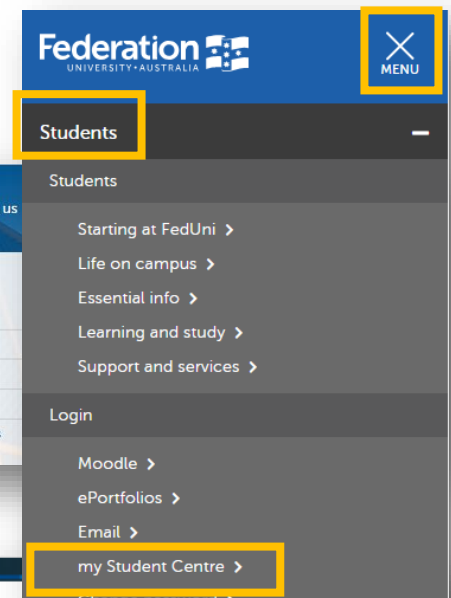 Federation
UNIVERSITY • AUSTRALIA
MENU
Students
Students
us
Starting at FedUni
Life on campus
Essential info
Learning and study
Support and services
Login
Moodle
ePortfolios
Email
my Student Centre